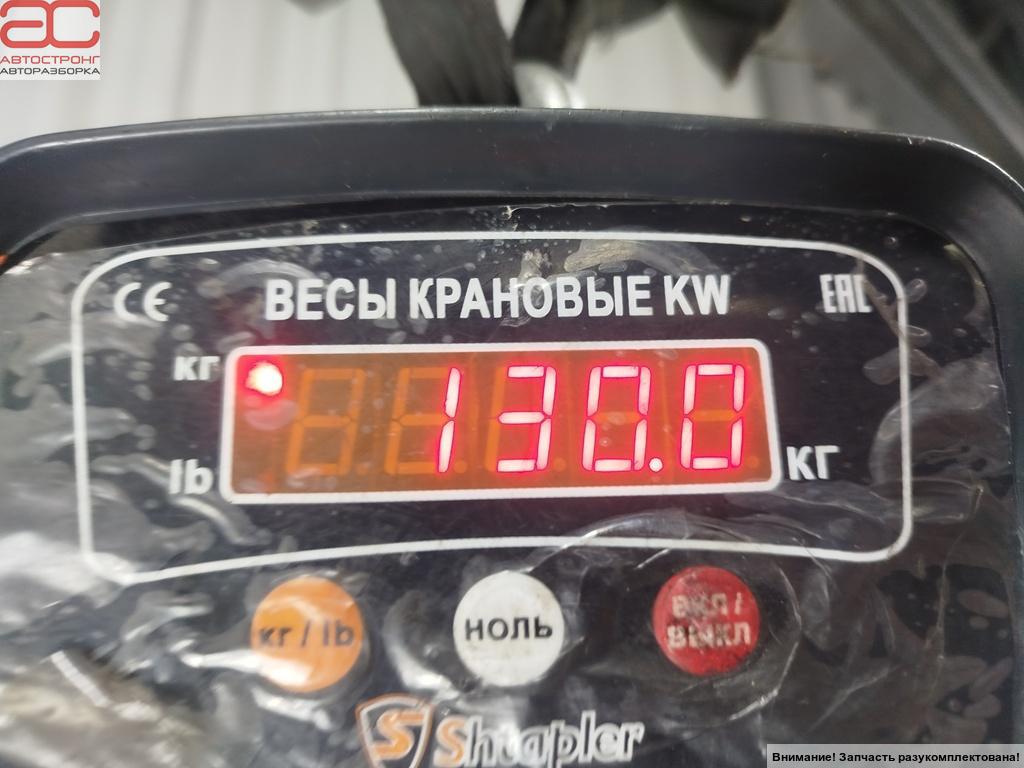 АС
АВТОСТРОНГ
АВТОРАЗБОРКА
CE
ВЕСЫ КРАНОВЫЕ KW
EAC
кг
130.0
lb
кг
кг / lb
НОЛЬ
ВКЛ /
ВЫКЛ
S Shtapler
Внимание! Запчасть разукомплектована!